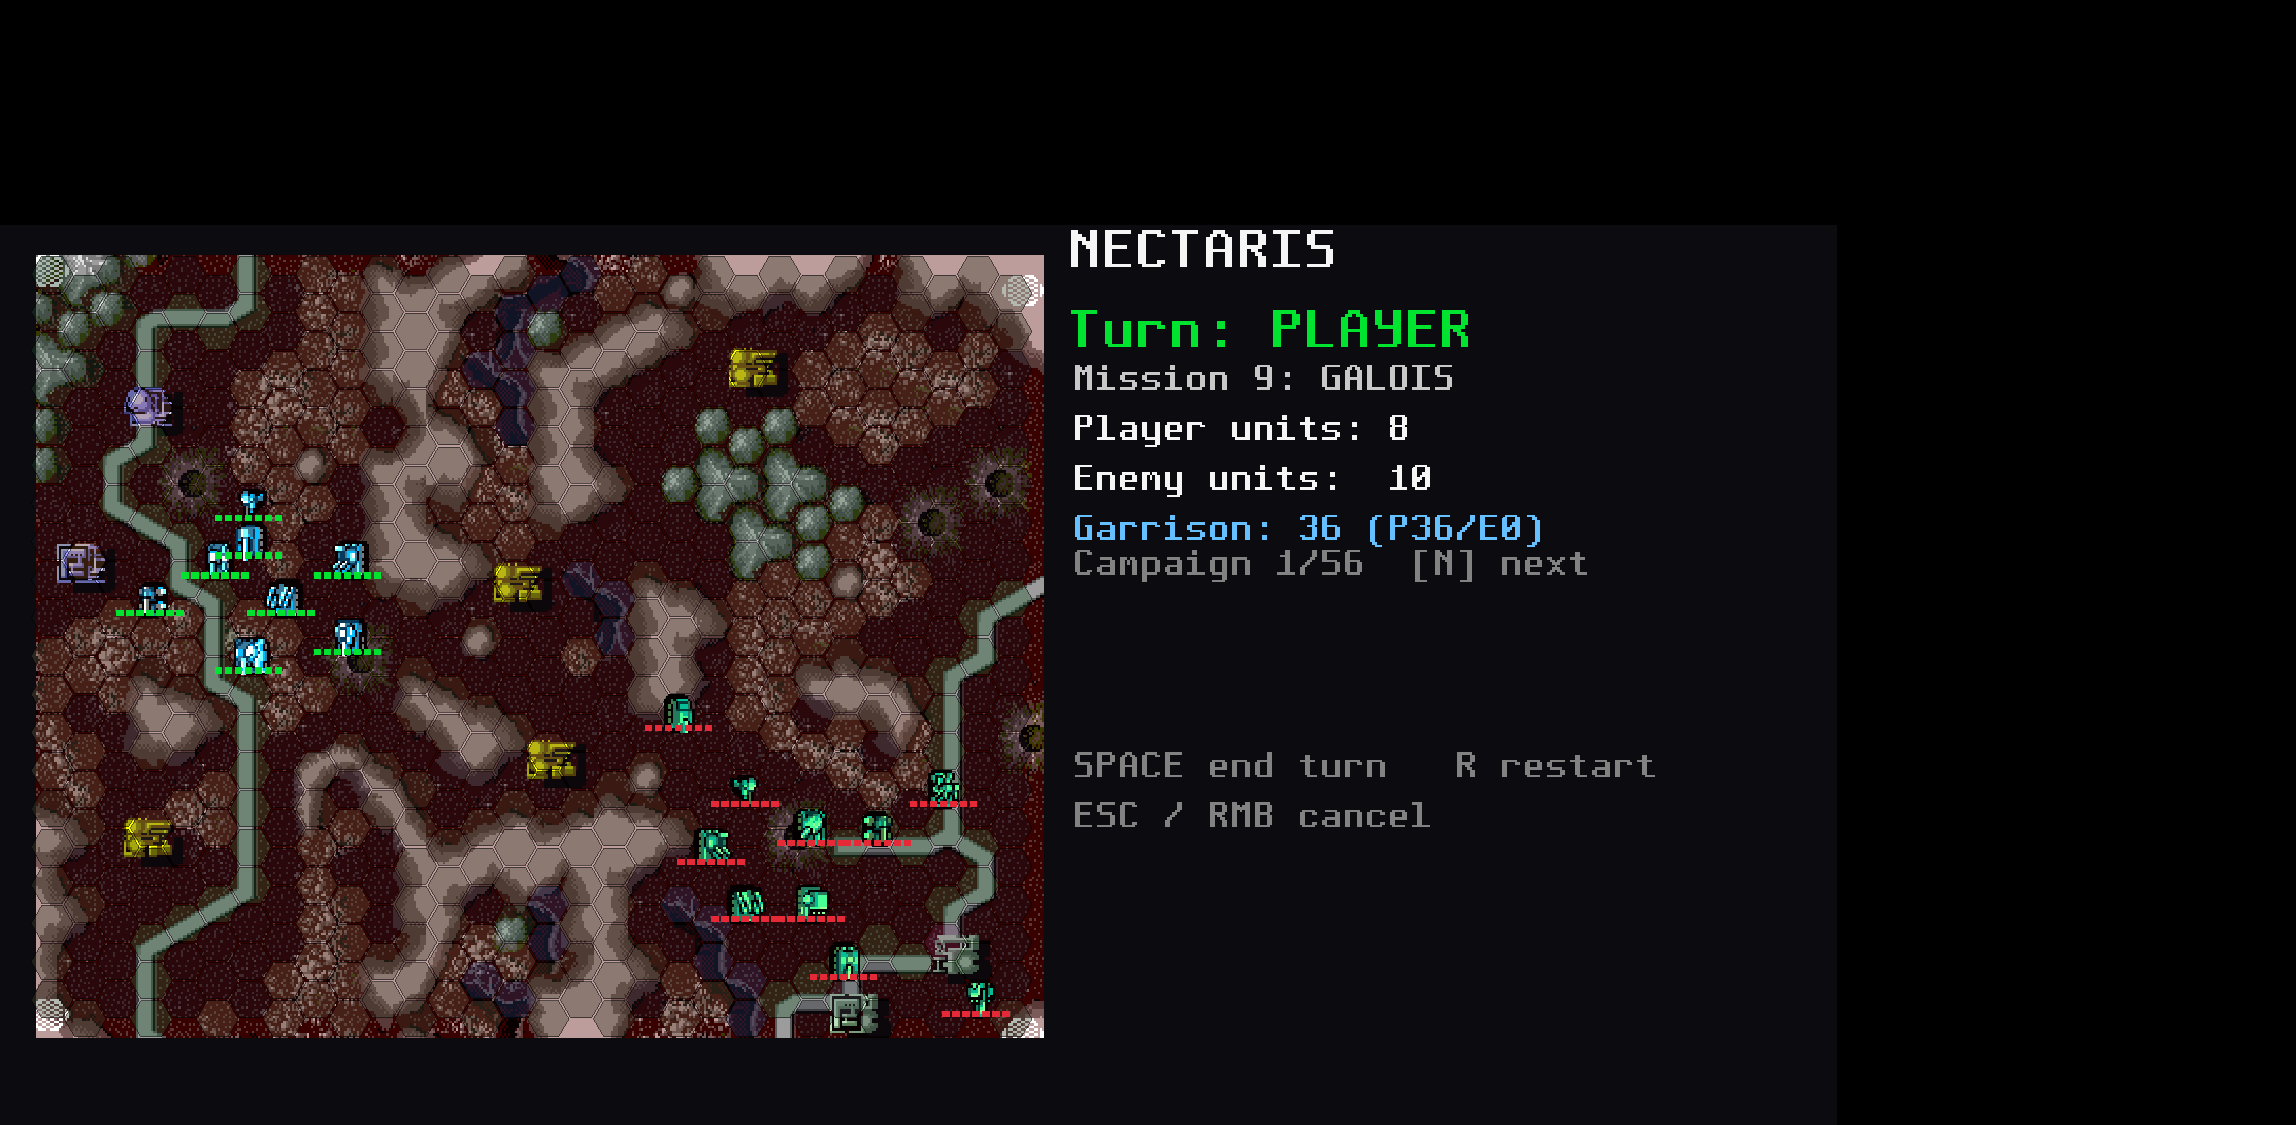 NECTARIS
Turn: PLAYER
Mission 9: GALOIS
Player units: 8
Enemy units:  10
Garrison: 36 (P36/E0)
Campaign 1/56  [N] next
SPACE end turn   R restart
ESC / RMB cancel